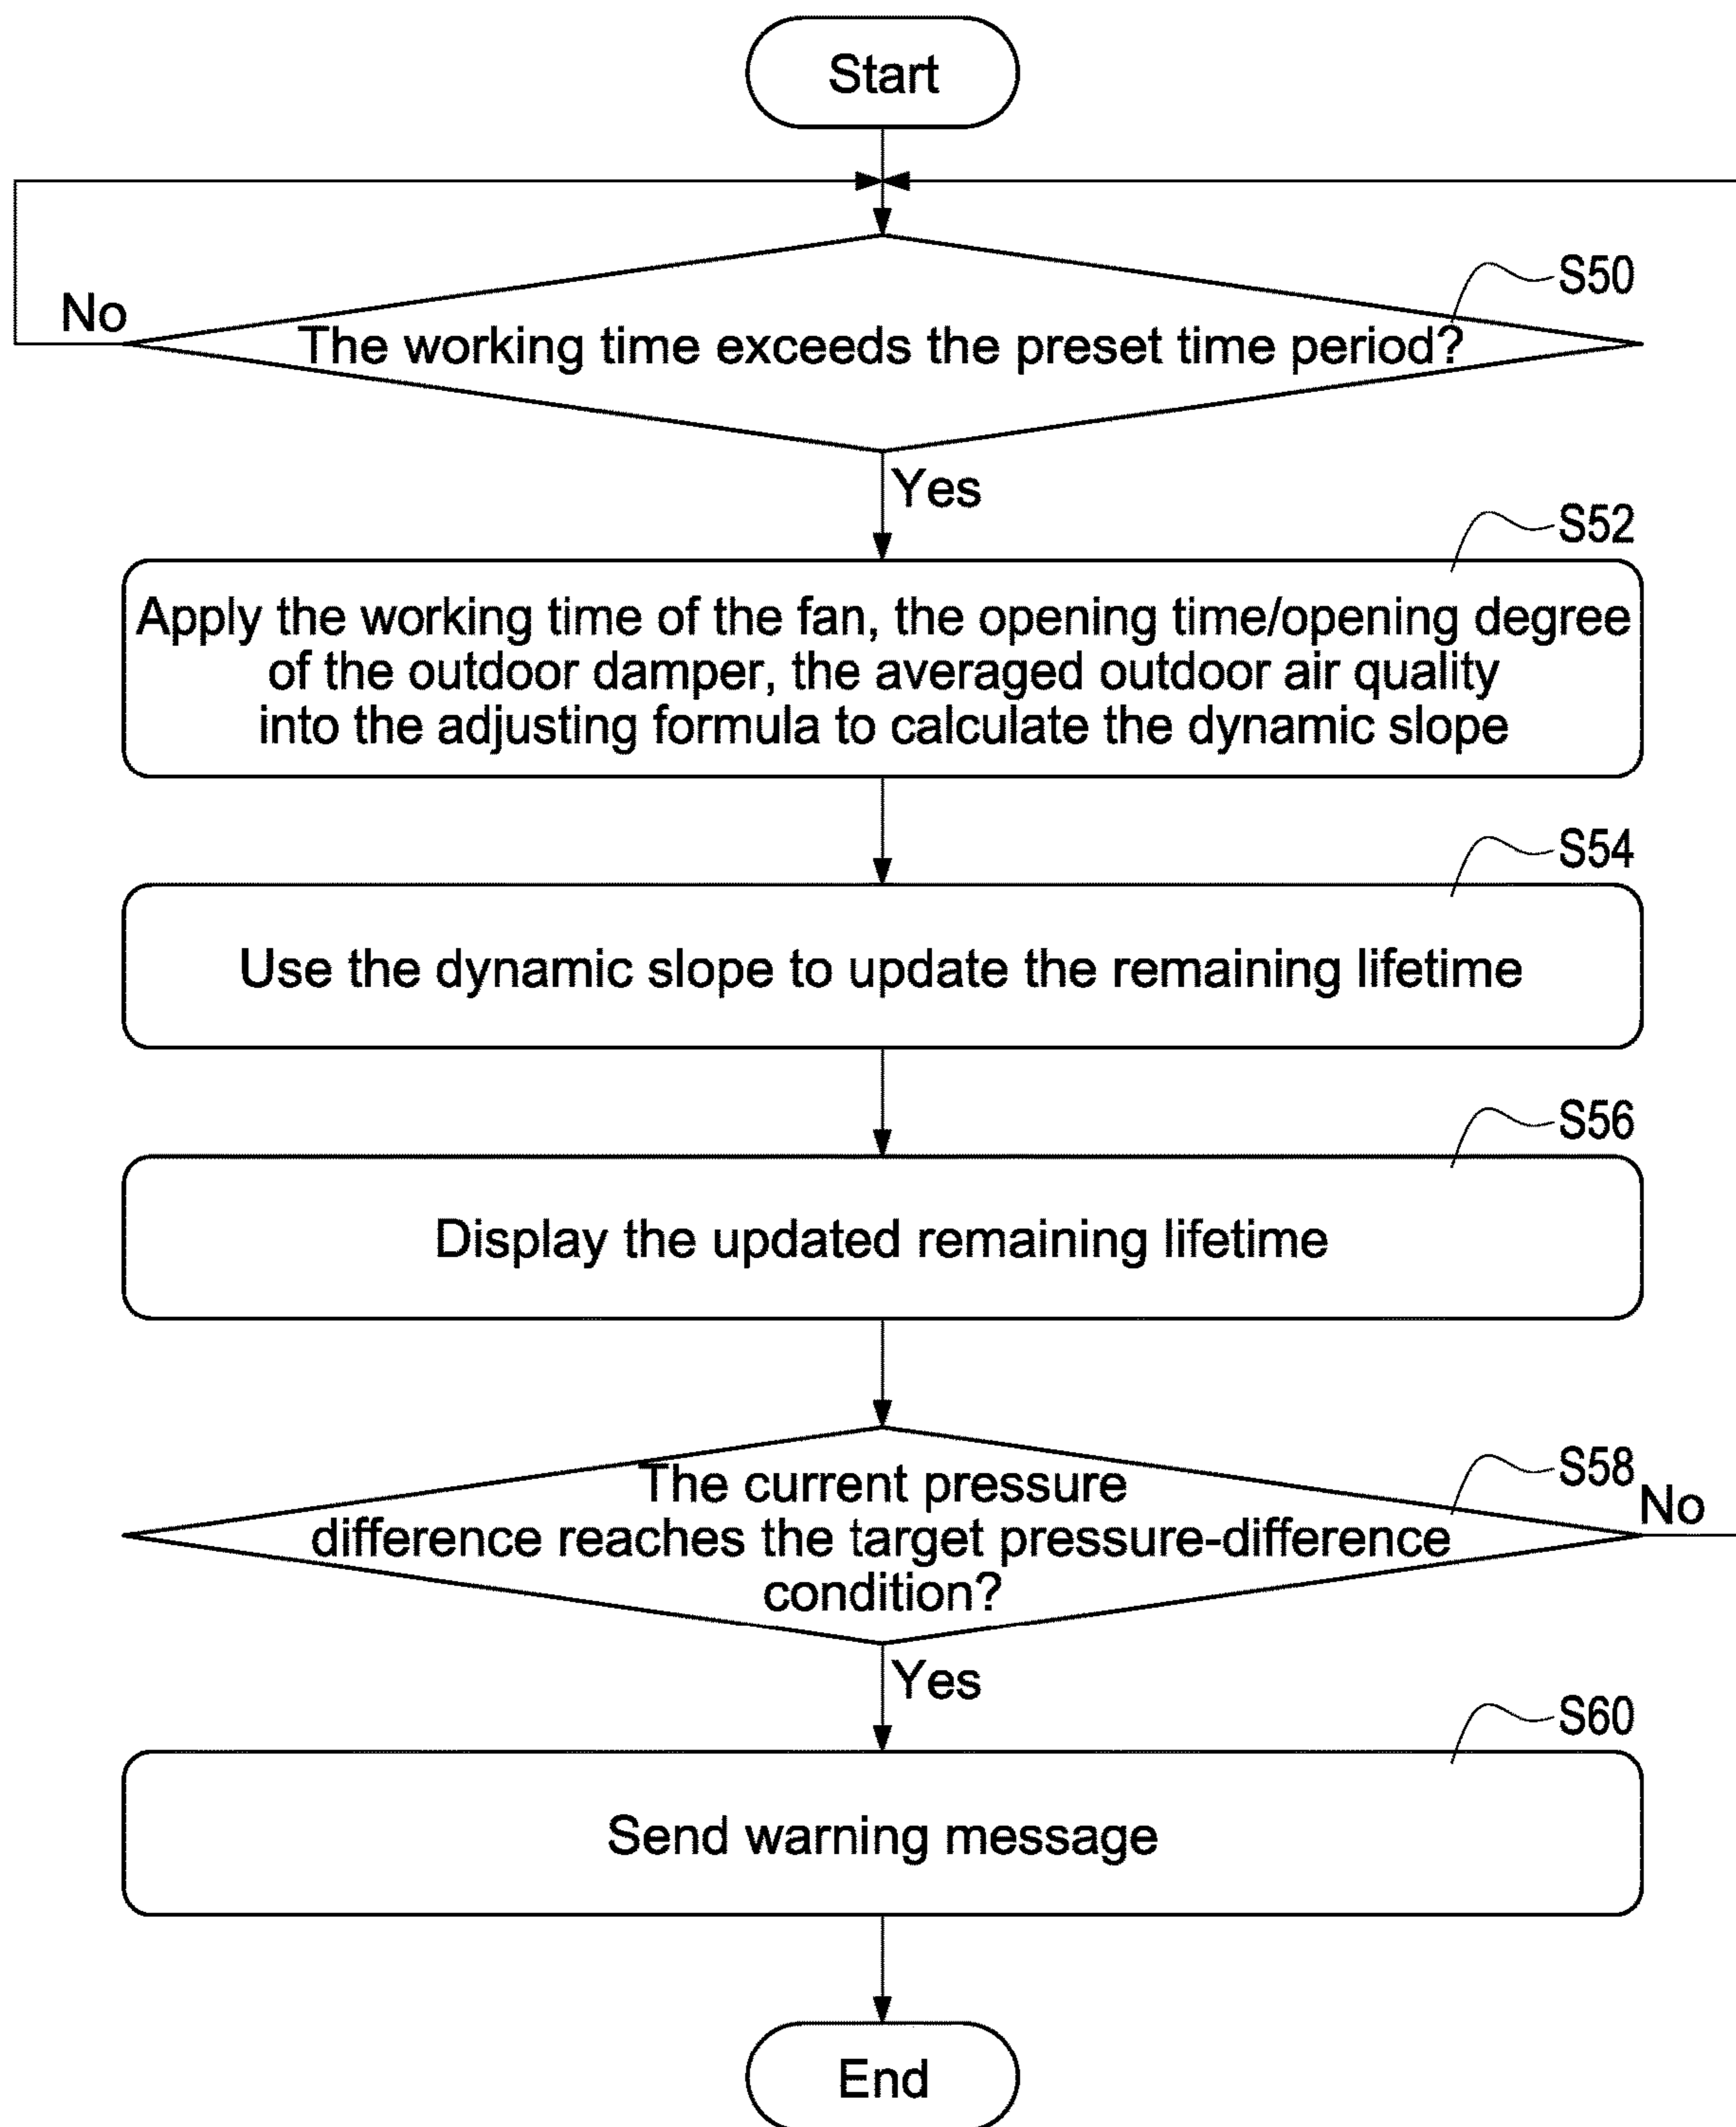 Start
S50
No
The working time exceeds the preset time period?
Yes
S52
Apply the working time of the fan, the opening time/opening degree
of the outdoor damper, the averaged outdoor air quality
into the adjusting formula to calculate the dynamic slope
S54
Use the dynamic slope to update the remaining lifetime
S56
Display the updated remaining lifetime
S58
No
The current pressure
difference reaches the target pressure-difference
condition?
Yes
S60
Send warning message
End